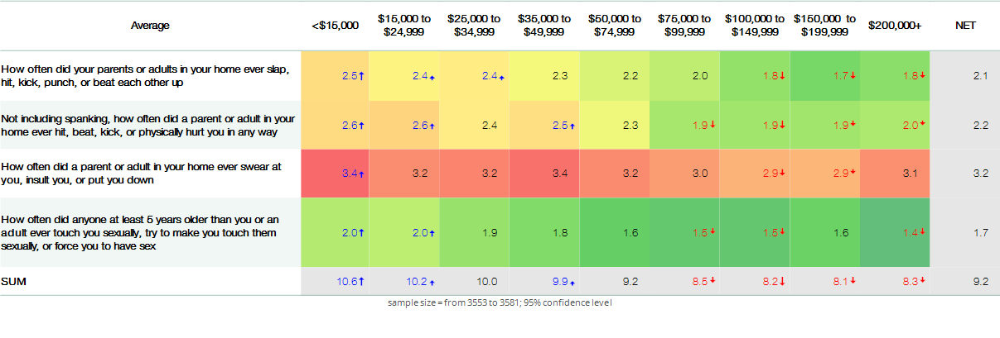 Average <$15,000 $15,000 to $24,999 $25,000 to $34,999 $35,000 to $49,999 $50,000 to $74,999 $75,000 to $99,999 $100,000 to $149,999 $150,000 to $199,999 $200,000+ NET
How often did your parents or adults in your home ever slap,
hit, kick, punch, or beat each other up
2.5↑ 2.4↑ 2.4↑ 2.3 2.2 2.0 1.8↓ 1.7↓ 1.8↓ 2.1
Not including spanking, how often did a parent or adult in your
home ever hit, beat, kick, or physically hurt you in any way
2.6↑ 2.6↑ 2.4 2.5↑ 2.3 1.9↓ 1.9↓ 1.9↓ 2.0↓ 2.2
How often did a parent or adult in your home ever swear at
you, insult you, or put you down
3.4↑ 3.2 3.2 3.4 3.2 3.0 2.9↓ 2.9↓ 3.1 3.2
How often did anyone at least 5 years older than you or an
adult ever touch you sexually, try to make you touch them
sexually, or force you to have sex
2.0↑ 2.0↑ 1.9 1.8 1.6 1.5↓ 1.5↓ 1.6 1.4↓ 1.7
SUM 10.6↑ 10.2↑ 10.0 9.9↑ 9.2 8.5↓ 8.2↓ 8.1↓ 8.3↓ 9.2
sample size = from 3553 to 3581; 95% confidence level